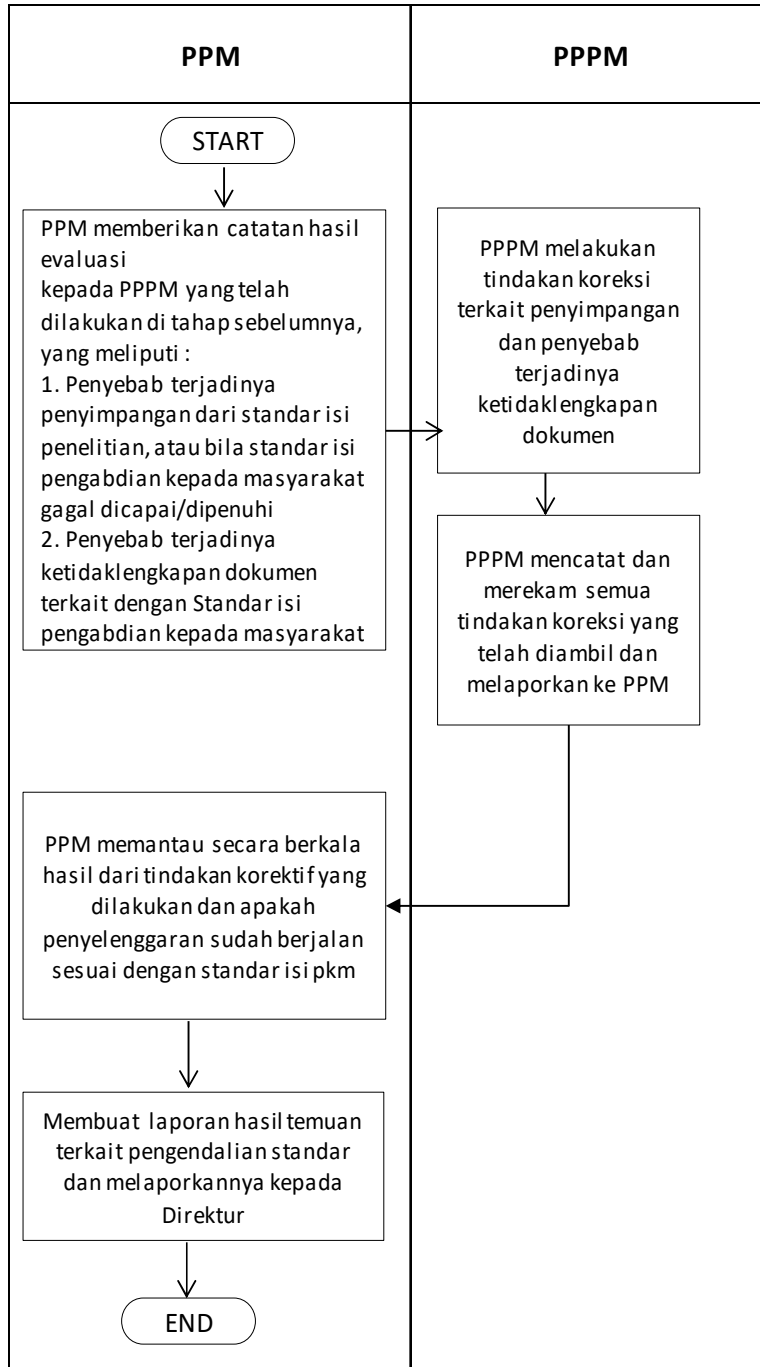 PPM
PPPM
START
PPM memberikan catatan hasil
evaluasi
kepada PPPM yang telah
dilakukan di tahap sebelumnya,
yang meliputi :
1. Penyebab terjadinya
penyimpangan dari standar isi
penelitian, atau bila standar isi
pengabdian kepada masyarakat
gagal dicapai/dipenuhi
2. Penyebab terjadinya
ketidaklengkapan dokumen
terkait dengan Standar isi
pengabdian kepada masyarakat
PPPM melakukan
tindakan koreksi
terkait penyimpangan
dan penyebab
terjadinya
ketidaklengkapan
dokumen
PPPM mencatat dan
merekam semua
tindakan koreksi yang
telah diambil dan
melaporkan ke PPM
PPM memantau secara berkala
hasil dari tindakan korektif yang
dilakukan dan apakah
penyelenggaran sudah berjalan
sesuai dengan standar isi pkm
Membuat laporan hasil temuan
terkait pengendalian standar
dan melaporkannya kepada
Direktur
END